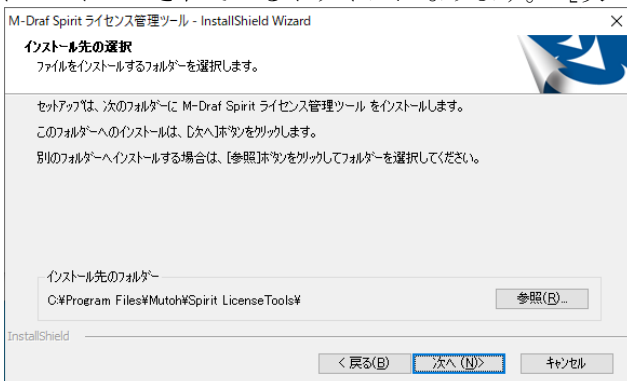 M-Draf Spirit ライセンス管理ツール - InstallShield Wizard
インストール先の選択
ファイルをインストールするフォルダーを選択します。
セットアップは、次のフォルダーに M-Draf Spirit ライセンス管理ツール をインストールします。
このフォルダーへのインストールは、[次へ]ボタンをクリックします。
別のフォルダーへインストールする場合は、[参照]ボタンをクリックしてフォルダーを選択してください。
インストール先のフォルダー
C:¥Program Files¥Mutoh¥Spirit LicenseTools¥
参照(R)...
InstallShield
< 戻る(B)
次へ (N)>
キャンセル